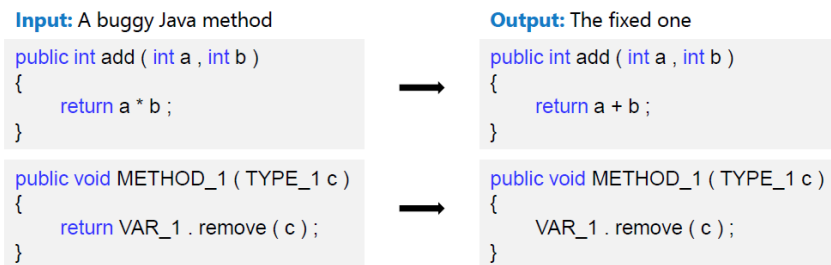 Input: A buggy Java method
Output: The fixed one
public int add ( int a , int b )
{
return a * b ;
}
public int add ( int a , int b )
{
return a + b ;
}
public void METHOD_1 ( TYPE_1 c )
{
return VAR_1 . remove ( c ) ;
}
public void METHOD_1 ( TYPE_1 c )
{
VAR_1 . remove ( c ) ;
}